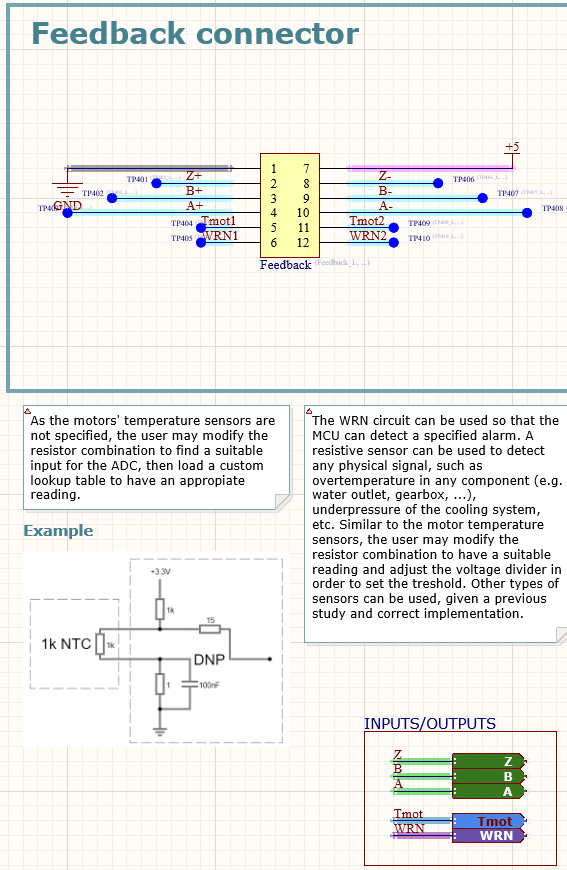 Feedback connector
+5
1 7
TP401 Z+ 2 8 Z- TP406
TP402 B+ 3 9 B- TP407
GND A+ 4 10 A- TP408
TP404 Tmot1 5 11 Tmot2 TP409
TP405 WRN1 6 12 WRN2 TP410
Feedback (Feedback_L, ...)
As the motors' temperature sensors are
not specified, the user may modify the
resistor combination to find a suitable
input for the ADC, then load a custom
lookup table to have an appropiate
reading.
The WRN circuit can be used so that the
MCU can detect a specified alarm. A
resistive sensor can be used to detect
any physical signal, such as
overtemperature in any component (e.g.
water outlet, gearbox, ...),
underpressure of the cooling system,
etc. Similar to the motor temperature
sensors, the user may modify the
resistor combination to have a suitable
reading and adjust the voltage divider in
order to set the treshold. Other types of
sensors can be used, given a previous
study and correct implementation.
Example
+3.3V
1k
15
1k NTC
1k
DNP
1
100nF
INPUTS/OUTPUTS
Z Z
B B
A A
Tmot Tmot
WRN WRN